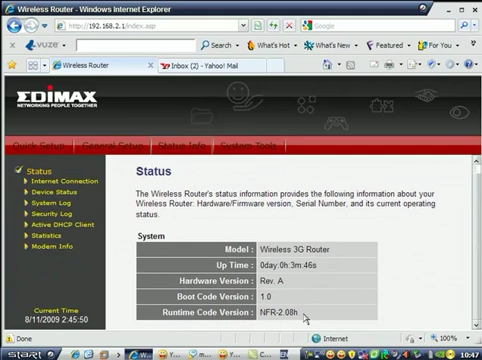 Wireless Router - Windows Internet Explorer
http://192.168.2.1/index.asp
VUZE
Search
What's Hot
What's New
Featured
For You
Wireless Router
Inbox (2) - Yahoo! Mail
EDIMAX
NETWORKING PEOPLE TOGETHER
Quick Setup
General Setup
Status Info
System Tools
Status
Internet Connection
Device Status
System Log
Security Log
Active DHCP Client
Statistics
Modem Info
Current Time
8/11/2009 2:45:50
Status
The Wireless Router's status information provides the following information about your
Wireless Router: Hardware/Firmware version, Serial Number, and its current operating
status.
System
Model : Wireless 3G Router
Up Time : 0day:0h:3m:46s
Hardware Version : Rev. A
Boot Code Version : 1.0
Runtime Code Version : NFR-2.08h
Done
Internet
100%
start
EN
10:47